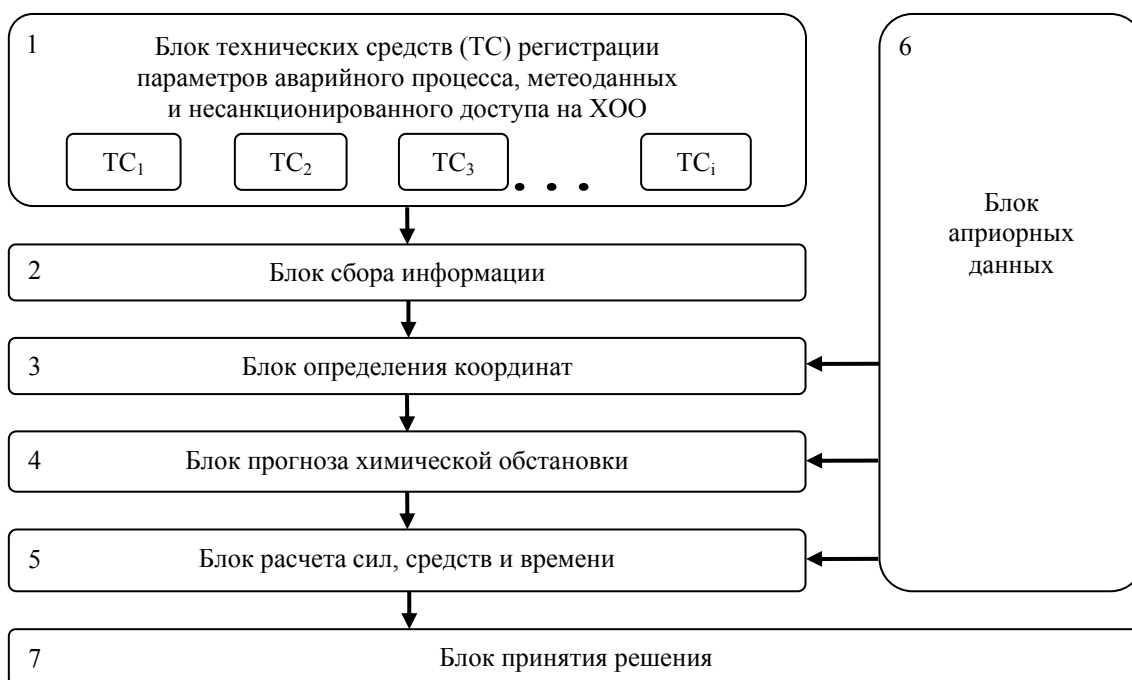 1
Блок технических средств (ТС) регистрации
параметров аварийного процесса, метеоданных
и несанкционированного доступа на ХОО
ТС₁ ТС₂ ТС₃ . . . ТСᵢ
2
Блок сбора информации
3
Блок определения координат
4
Блок прогноза химической обстановки
5
Блок расчета сил, средств и времени
6
Блок
априорных
данных
7
Блок принятия решения